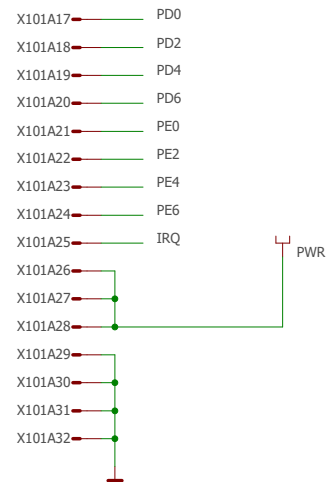 X101A17 PD0
X101A18 PD2
X101A19 PD4
X101A20 PD6
X101A21 PE0
X101A22 PE2
X101A23 PE4
X101A24 PE6
X101A25 IRQ
PWR
X101A26
X101A27
X101A28
X101A29
X101A30
X101A31
X101A32